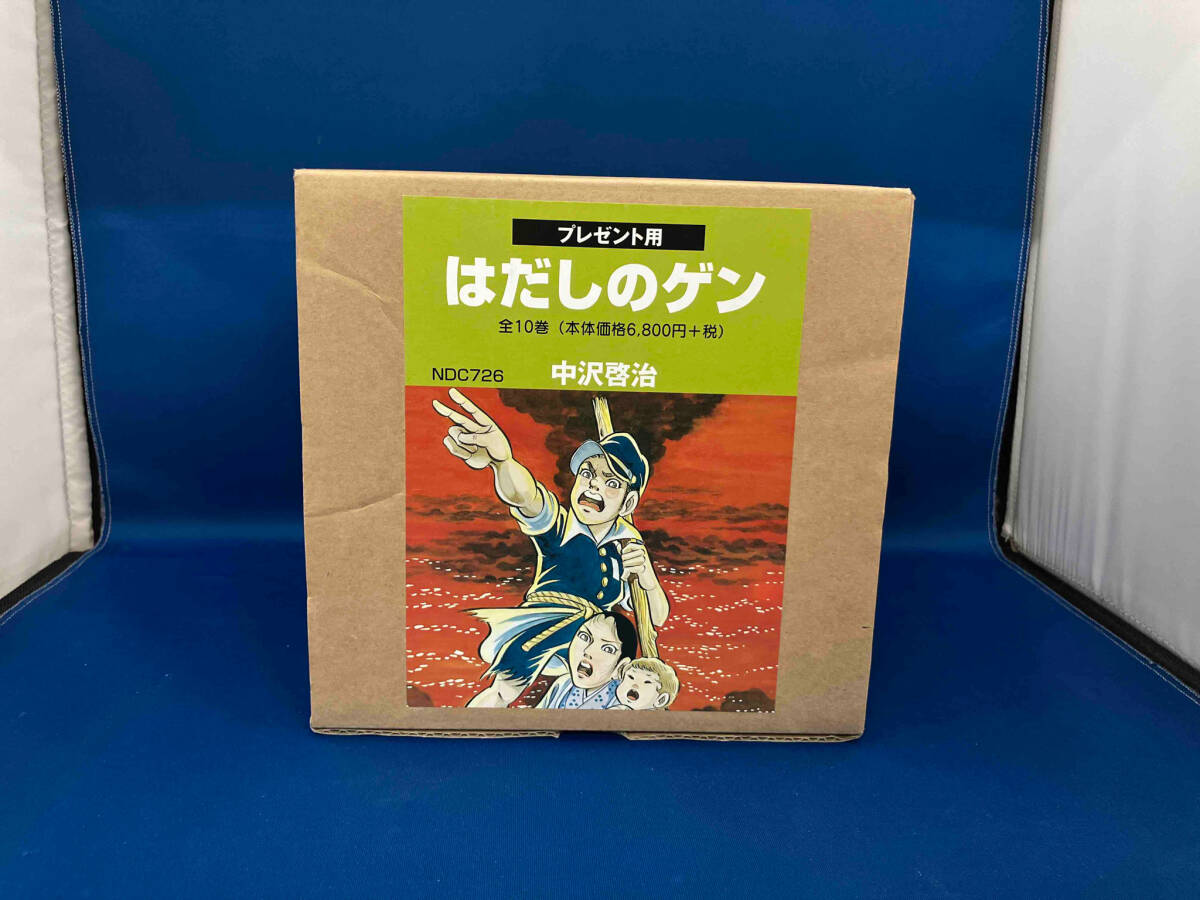 プレゼント用
はだしのゲン
全10巻（本体価格6,800円＋税）
NDC726 中沢啓治